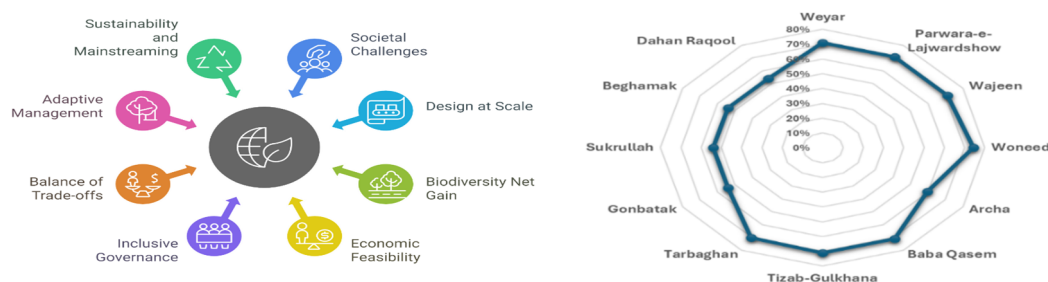 Sustainability
and
Mainstreaming
Societal
Challenges
Adaptive
Management
Design at Scale
Balance of
Trade-offs
Biodiversity Net
Gain
Inclusive
Governance
Economic
Feasibility
Weyar
80%
70%
60%
50%
40%
30%
20%
10%
0%
Parwara-e-
Lajwardshow
Wajeen
Woneed
Archa
Baba Qasem
Tizab-Gulkhana
Tarbaghan
Gonbatak
Sukrullah
Beghamak
Dahan Raqool